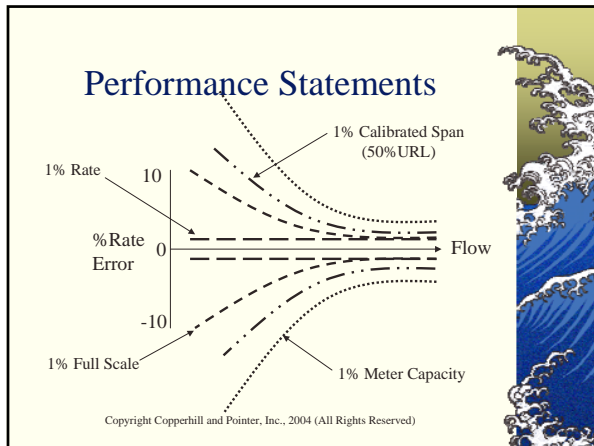 Performance Statements
1% Calibrated Span
(50%URL)
1% Rate
10
%Rate
Error
0
Flow
-10
1% Full Scale
1% Meter Capacity
Copyright Copperhill and Pointer, Inc., 2004 (All Rights Reserved)